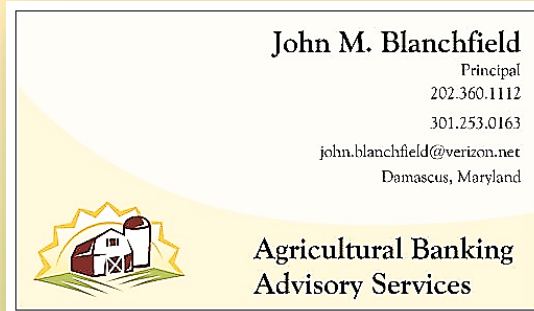 John M. Blanchfield
Principal
202.360.1112
301.253.0163
john.blanchfield@verizon.net
Damascus, Maryland
Agricultural Banking
Advisory Services